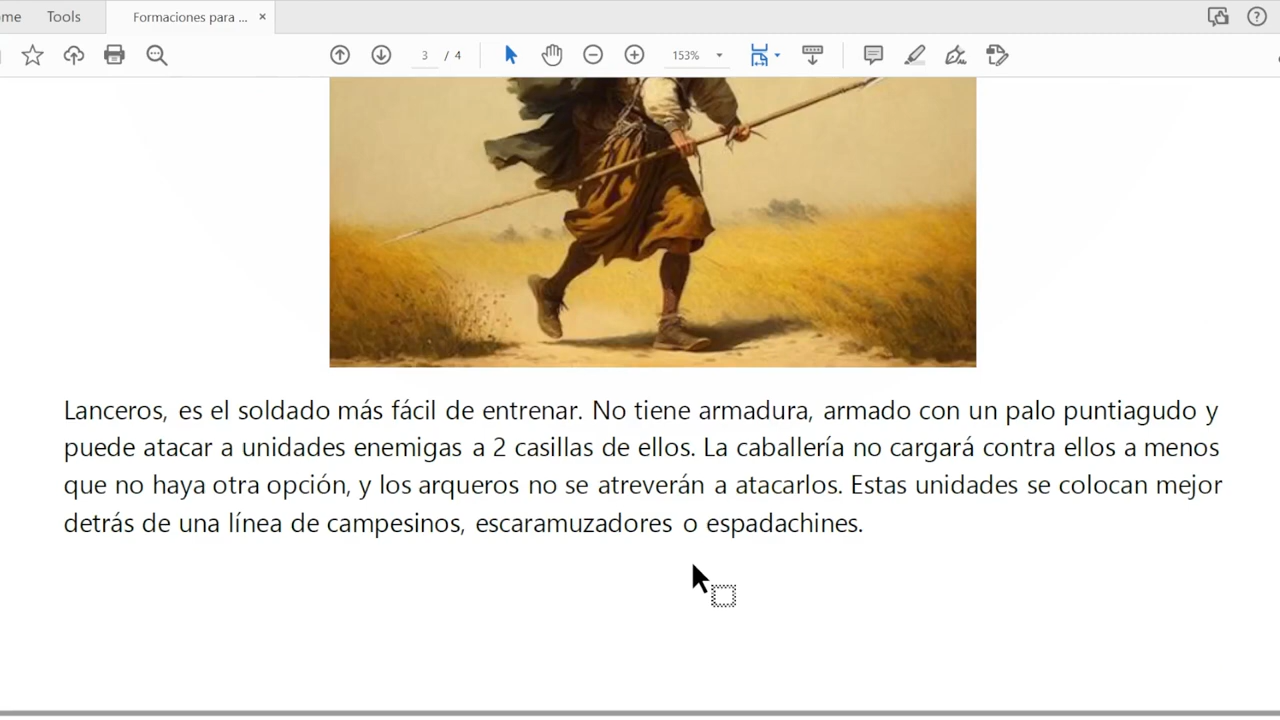 Tools
Formaciones para ...
3 / 4
153%
Lanceros, es el soldado más fácil de entrenar. No tiene armadura, armado con un palo puntiagudo y
puede atacar a unidades enemigas a 2 casillas de ellos. La caballería no cargará contra ellos a menos
que no haya otra opción, y los arqueros no se atreverán a atacarlos. Estas unidades se colocan mejor
detrás de una línea de campesinos, escaramuzadores o espadachines.